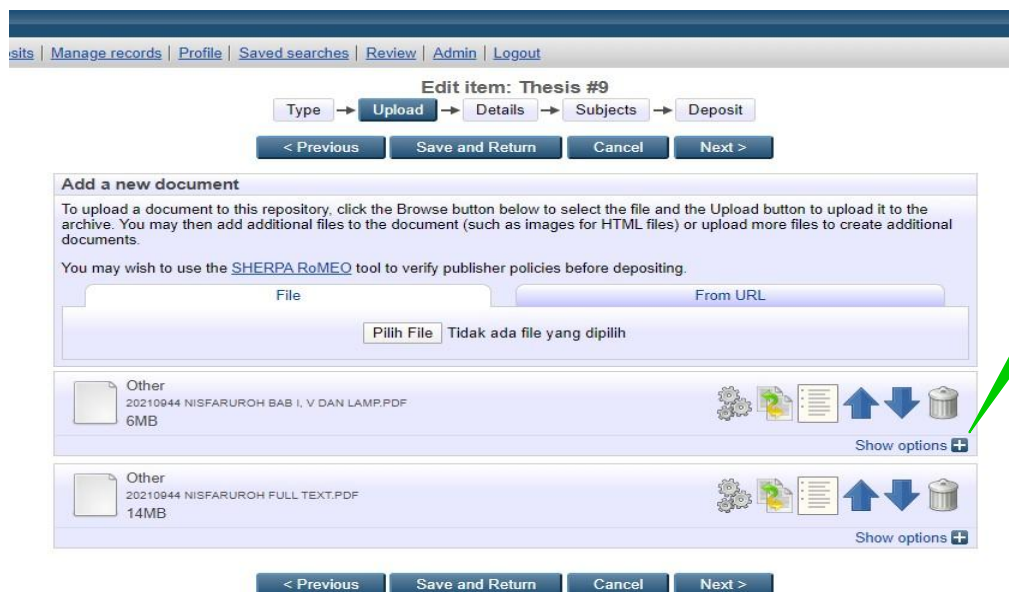 sits | Manage records | Profile | Saved searches | Review | Admin | Logout
Edit item: Thesis #9
Type → Upload → Details → Subjects → Deposit
< Previous Save and Return Cancel Next >
Add a new document
To upload a document to this repository, click the Browse button below to select the file and the Upload button to upload it to the
archive. You may then add additional files to the document (such as images for HTML files) or upload more files to create additional
documents.
You may wish to use the SHERPA RoMEO tool to verify publisher policies before depositing.
File From URL
Pilih File Tidak ada file yang dipilih
Other
20210944 NISFARUROH BAB I, V DAN LAMP.PDF
6MB
Show options
Other
20210944 NISFARUROH FULL TEXT.PDF
14MB
Show options
< Previous Save and Return Cancel Next >